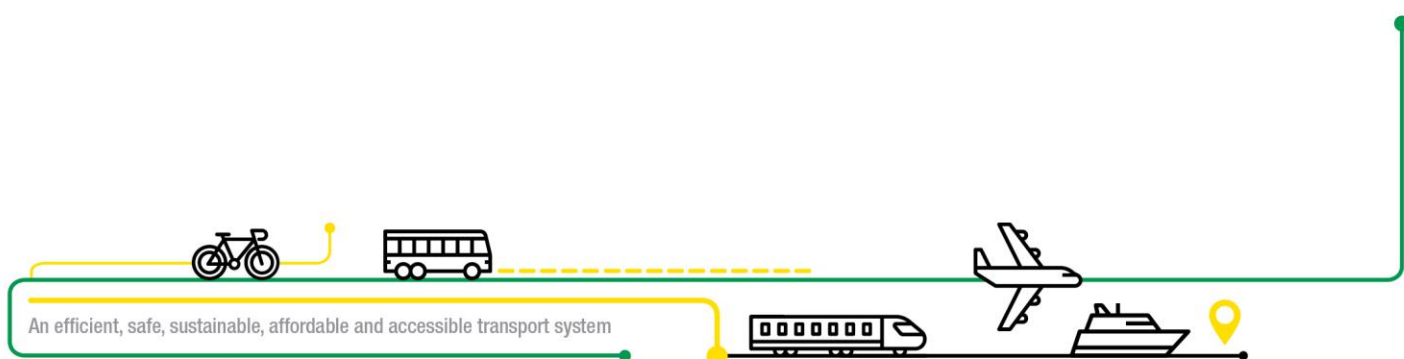 An efficient, safe, sustainable, affordable and accessible transport system